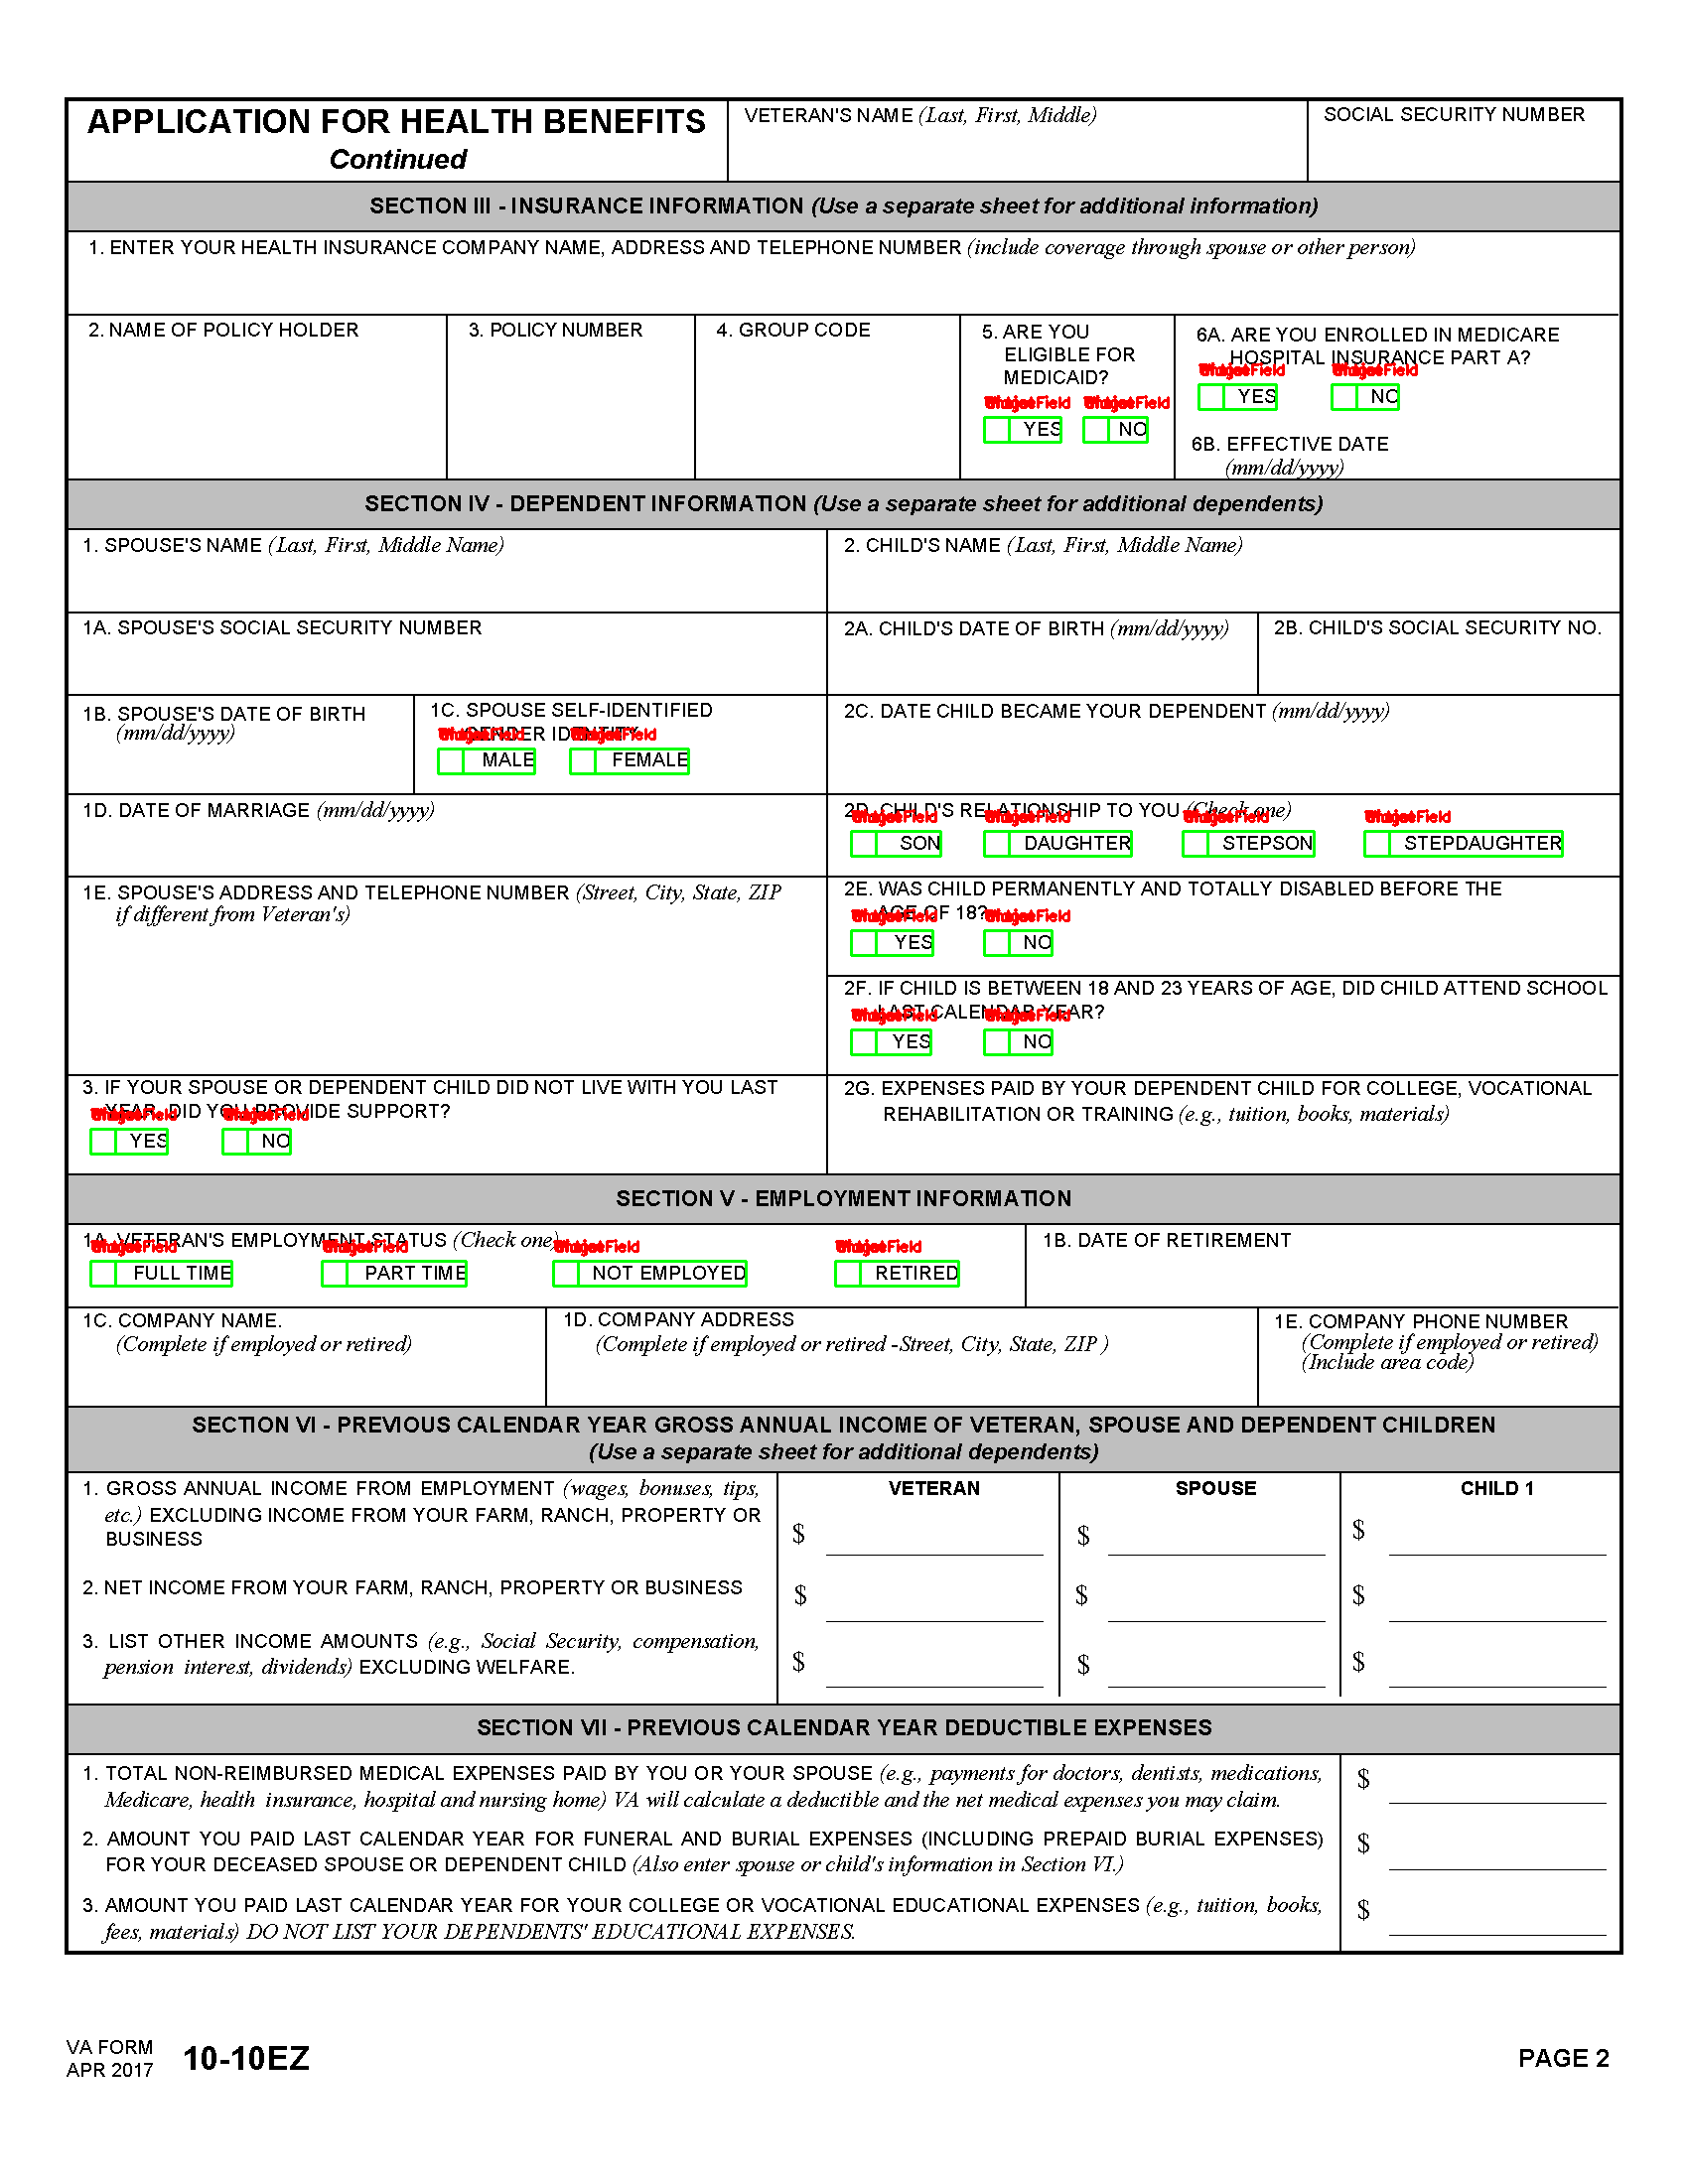 APPLICATION FOR HEALTH BENEFITS
Continued
VETERAN'S NAME (Last, First, Middle)
SOCIAL SECURITY NUMBER
SECTION III - INSURANCE INFORMATION (Use a separate sheet for additional information)
1. ENTER YOUR HEALTH INSURANCE COMPANY NAME, ADDRESS AND TELEPHONE NUMBER (include coverage through spouse or other person)
2. NAME OF POLICY HOLDER
3. POLICY NUMBER
4. GROUP CODE
5. ARE YOU
ELIGIBLE FOR
MEDICAID?
YES
NO
6A. ARE YOU ENROLLED IN MEDICARE
HOSPITAL INSURANCE PART A?
YES
NO
6B. EFFECTIVE DATE
(mm/dd/yyyy)
SECTION IV - DEPENDENT INFORMATION (Use a separate sheet for additional dependents)
1. SPOUSE'S NAME (Last, First, Middle Name)
2. CHILD'S NAME (Last, First, Middle Name)
1A. SPOUSE'S SOCIAL SECURITY NUMBER
2A. CHILD'S DATE OF BIRTH (mm/dd/yyyy)
2B. CHILD'S SOCIAL SECURITY NO.
1B. SPOUSE'S DATE OF BIRTH
(mm/dd/yyyy)
1C. SPOUSE SELF-IDENTIFIED
GENDER IDENTITY
MALE
FEMALE
2C. DATE CHILD BECAME YOUR DEPENDENT (mm/dd/yyyy)
1D. DATE OF MARRIAGE (mm/dd/yyyy)
2D. CHILD'S RELATIONSHIP TO YOU (Check one)
SON
DAUGHTER
STEPSON
STEPDAUGHTER
1E. SPOUSE'S ADDRESS AND TELEPHONE NUMBER (Street, City, State, ZIP
if different from Veteran's)
2E. WAS CHILD PERMANENTLY AND TOTALLY DISABLED BEFORE THE
AGE OF 18?
YES
NO
2F. IF CHILD IS BETWEEN 18 AND 23 YEARS OF AGE, DID CHILD ATTEND SCHOOL
LAST CALENDAR YEAR?
YES
NO
3. IF YOUR SPOUSE OR DEPENDENT CHILD DID NOT LIVE WITH YOU LAST
YEAR, DID YOU PROVIDE SUPPORT?
YES
NO
2G. EXPENSES PAID BY YOUR DEPENDENT CHILD FOR COLLEGE, VOCATIONAL
REHABILITATION OR TRAINING (e.g., tuition, books, materials)
SECTION V - EMPLOYMENT INFORMATION
1A. VETERAN'S EMPLOYMENT STATUS (Check one)
FULL TIME
PART TIME
NOT EMPLOYED
RETIRED
1B. DATE OF RETIREMENT
1C. COMPANY NAME.
(Complete if employed or retired)
1D. COMPANY ADDRESS
(Complete if employed or retired -Street, City, State, ZIP )
1E. COMPANY PHONE NUMBER
(Complete if employed or retired)
(Include area code)
SECTION VI - PREVIOUS CALENDAR YEAR GROSS ANNUAL INCOME OF VETERAN, SPOUSE AND DEPENDENT CHILDREN
(Use a separate sheet for additional dependents)
VETERAN
SPOUSE
CHILD 1
1. GROSS ANNUAL INCOME FROM EMPLOYMENT (wages, bonuses, tips,
etc.) EXCLUDING INCOME FROM YOUR FARM, RANCH, PROPERTY OR
BUSINESS
$ $ $
2. NET INCOME FROM YOUR FARM, RANCH, PROPERTY OR BUSINESS
$ $ $
3. LIST OTHER INCOME AMOUNTS (e.g., Social Security, compensation,
pension interest, dividends) EXCLUDING WELFARE.
$ $ $
SECTION VII - PREVIOUS CALENDAR YEAR DEDUCTIBLE EXPENSES
1. TOTAL NON-REIMBURSED MEDICAL EXPENSES PAID BY YOU OR YOUR SPOUSE (e.g., payments for doctors, dentists, medications,
Medicare, health insurance, hospital and nursing home) VA will calculate a deductible and the net medical expenses you may claim.
$
2. AMOUNT YOU PAID LAST CALENDAR YEAR FOR FUNERAL AND BURIAL EXPENSES (INCLUDING PREPAID BURIAL EXPENSES)
FOR YOUR DECEASED SPOUSE OR DEPENDENT CHILD (Also enter spouse or child's information in Section VI.)
$
3. AMOUNT YOU PAID LAST CALENDAR YEAR FOR YOUR COLLEGE OR VOCATIONAL EDUCATIONAL EXPENSES (e.g., tuition, books,
fees, materials) DO NOT LIST YOUR DEPENDENTS' EDUCATIONAL EXPENSES.
$
VA FORM
APR 2017
10-10EZ
PAGE 2